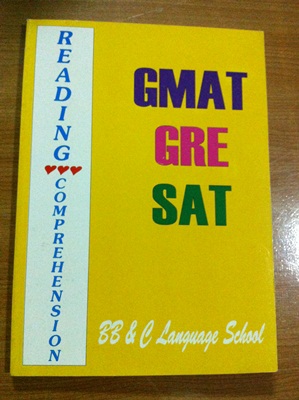 READING ♥♥♥ COMPREHENSION
GMAT
GRE
SAT
BB & C Language School